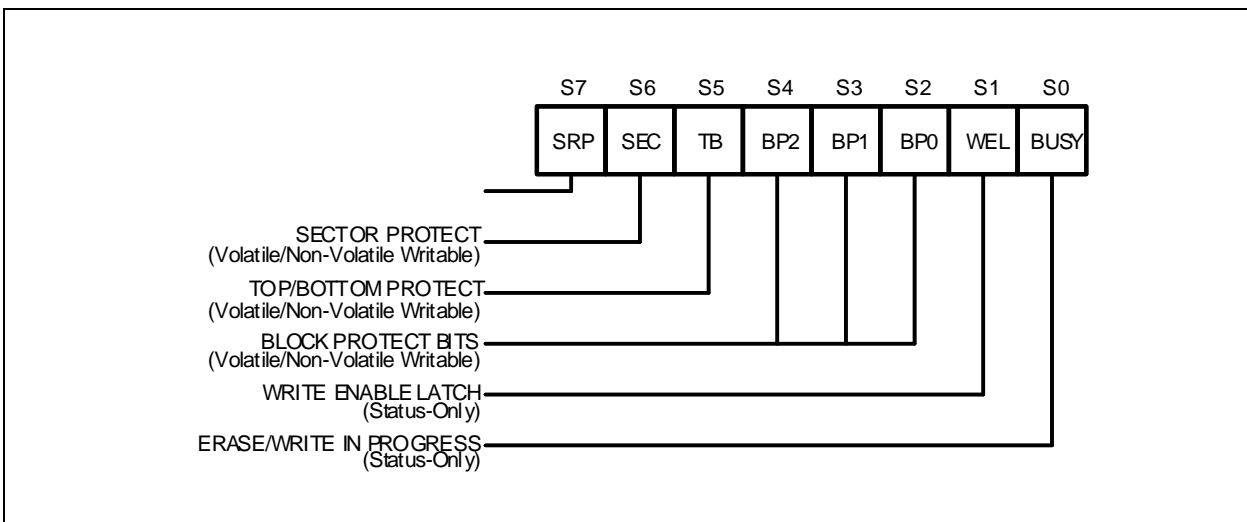 S7 S6 S5 S4 S3 S2 S1 S0
SRP SEC TB BP2 BP1 BP0 WEL BUSY
SECTOR PROTECT
(Volatile/Non-Volatile Writable)
TOP/BOTTOM PROTECT
(Volatile/Non-Volatile Writable)
BLOCK PROTECT BITS
(Volatile/Non-Volatile Writable)
WRITE ENABLE LATCH
(Status-Only)
ERASE/WRITE IN PROGRESS
(Status-Only)